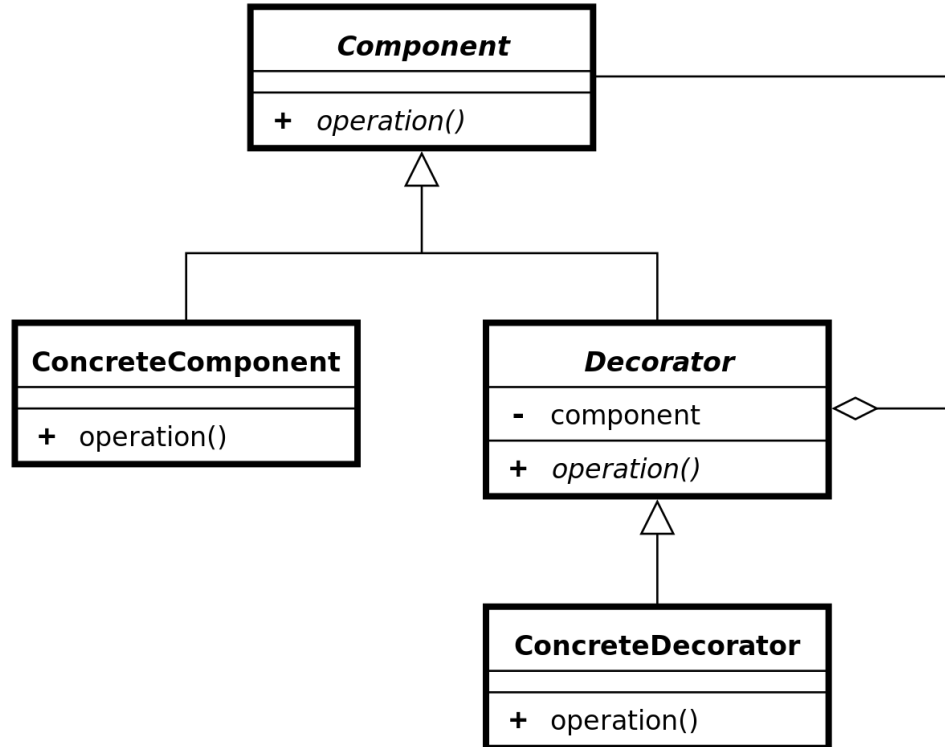 Component
+ operation()
ConcreteComponent
+ operation()
Decorator
- component
+ operation()
ConcreteDecorator
+ operation()